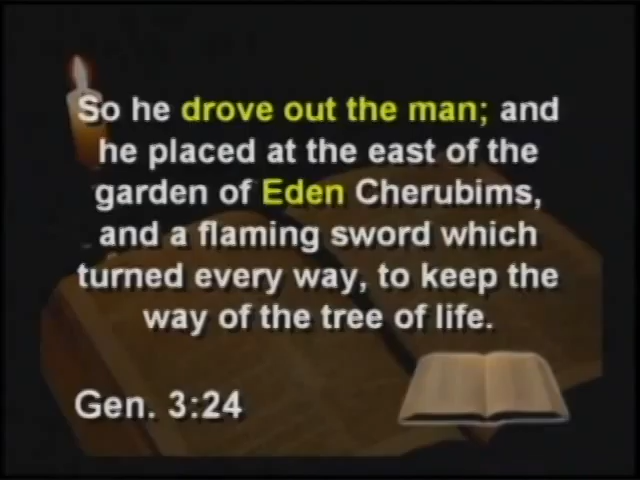 So he drove out the man; and
he placed at the east of the
garden of Eden Cherubims,
and a flaming sword which
turned every way, to keep the
way of the tree of life.
Gen. 3:24